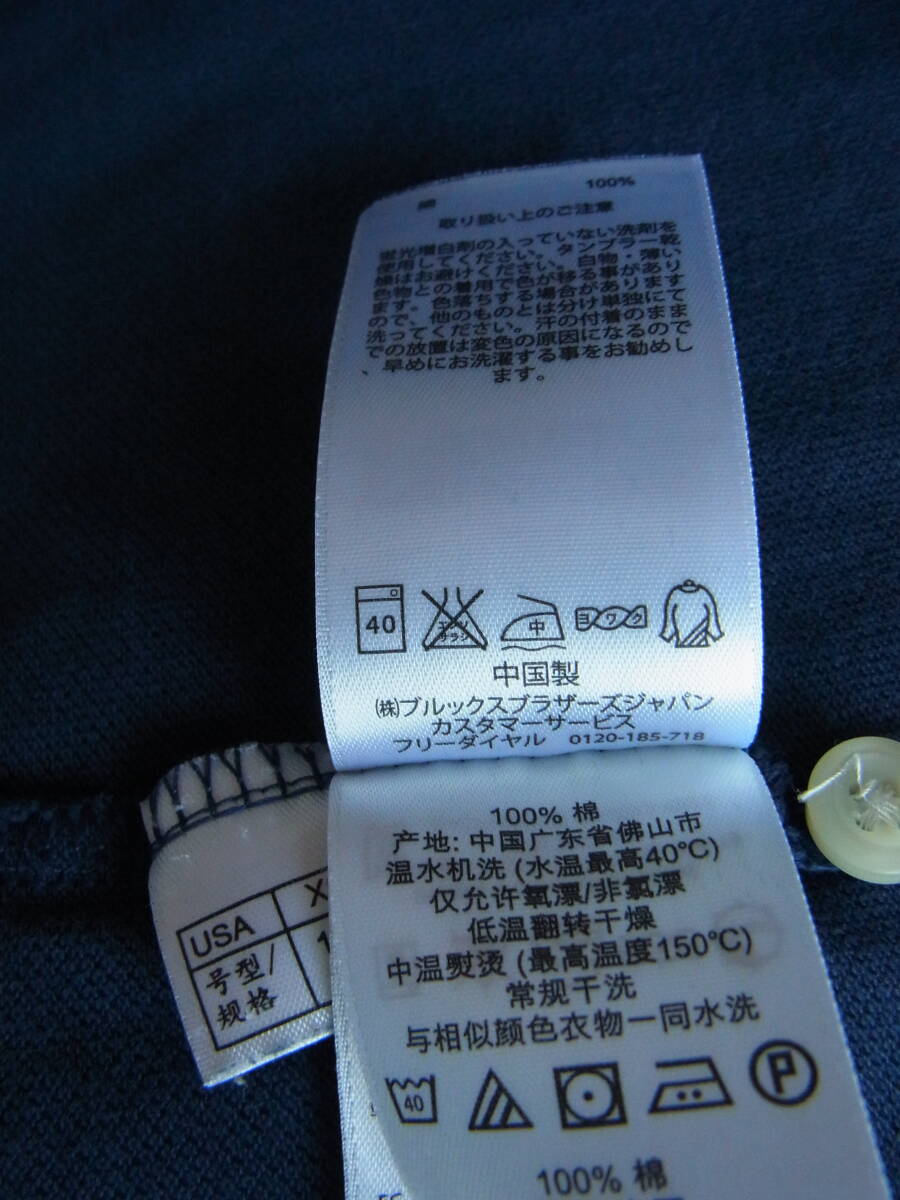 綿 100%
取り扱い上のご注意
蛍光増白剤の入っていない洗剤を
使用してください。タンブラー乾
燥はお避けください。白物・薄い
色物との着用で色が移る事があり
ます。色落ちする場合があります
ので、他のものとは分け単独にて
洗ってください。汗の付着のまま
での放置は変色の原因になるので
、早めにお洗濯する事をお勧めし
ます。
40 エンソ サラシ 中 ヨワク
中国製
(株)ブルックスブラザーズジャパン
カスタマーサービス
フリーダイヤル 0120-185-718
USA X
号型/ 1
规格
100% 棉
产地: 中国广东省佛山市
温水机洗 (水温最高40°C)
仅允许氧漂/非氯漂
低温翻转干燥
中温熨烫 (最高温度150°C)
常规干洗
与相似颜色衣物一同水洗
40 P
100% 棉